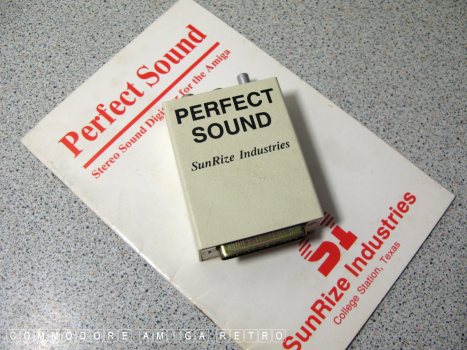 Perfect Sound
Stereo Sound Digitizer for the Amiga
PERFECT
SOUND
SunRize Industries
SunRize Industries
College Station, Texas
COMMODORE AMIGA RETRO